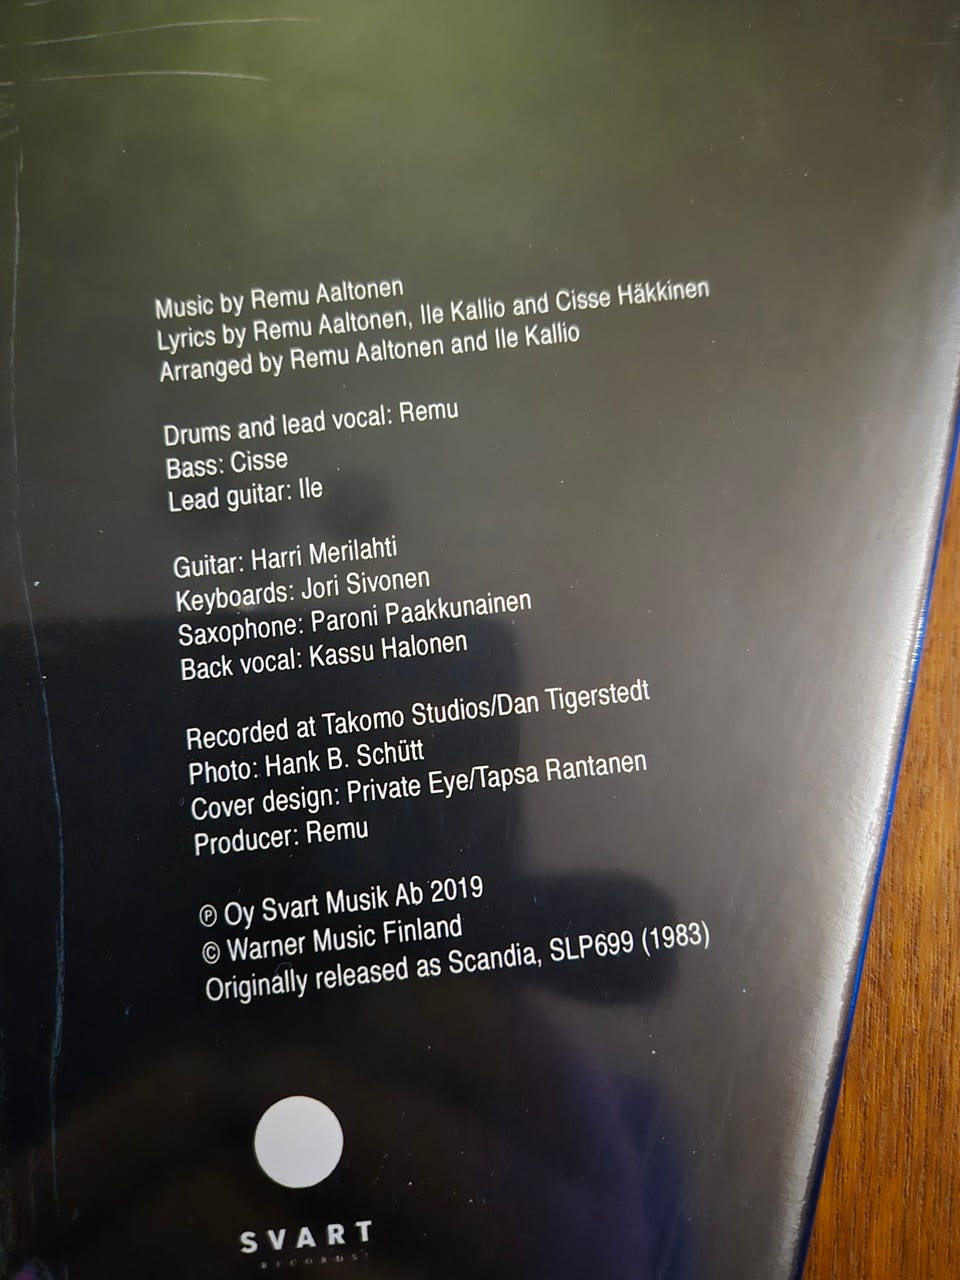 Music by Remu Aaltonen
Lyrics by Remu Aaltonen, Ile Kallio and Cisse Häkkinen
Arranged by Remu Aaltonen and Ile Kallio
Drums and lead vocal: Remu
Bass: Cisse
Lead guitar: Ile
Guitar: Harri Merilahti
Keyboards: Jori Sivonen
Saxophone: Paroni Paakkunainen
Back vocal: Kassu Halonen
Recorded at Takomo Studios/Dan Tigerstedt
Photo: Hank B. Schütt
Cover design: Private Eye/Tapsa Rantanen
Producer: Remu
℗ Oy Svart Musik Ab 2019
© Warner Music Finland
Originally released as Scandia, SLP699 (1983)
SVART
RECORDS